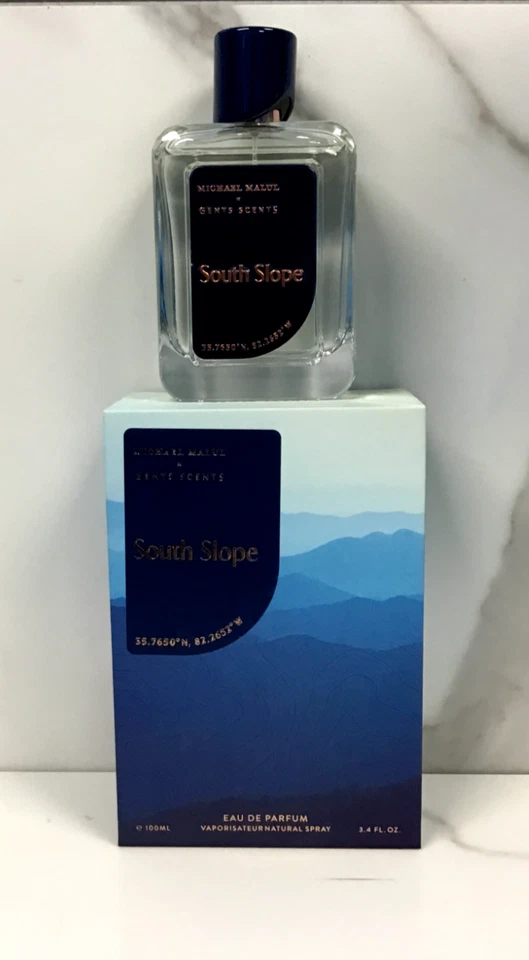 MICHAEL MALUL
×
GENTS SCENTS
South Slope
35.7650°N, 82.2652°W
MICHAEL MALUL
×
GENTS SCENTS
South Slope
35.7650°N, 82.2652°W
EAU DE PARFUM
℮ 100ML VAPORISATEUR NATURAL SPRAY 3.4 FL. OZ.